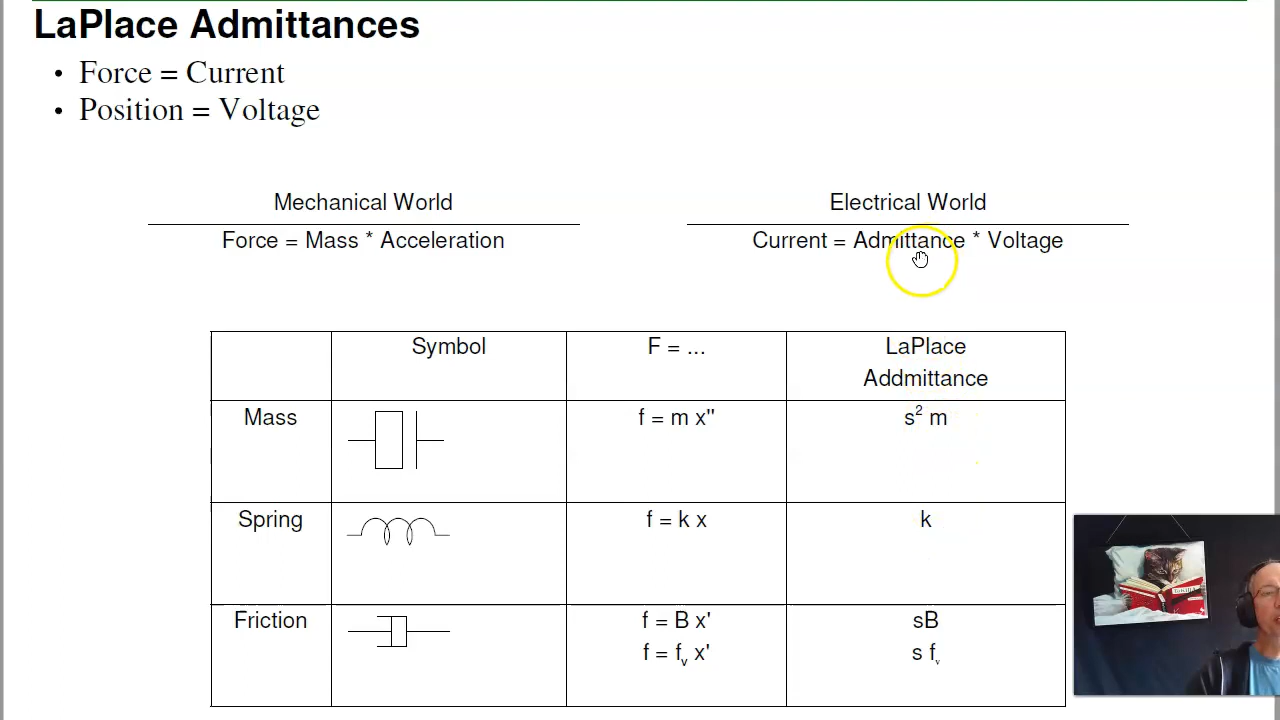 LaPlace Admittances
• Force = Current
• Position = Voltage
Mechanical World
Electrical World
Force = Mass * Acceleration
Current = Admittance * Voltage
Symbol
F = ...
LaPlace
Addmittance
Mass
f = m x''
s² m
Spring
f = k x
k
Friction
f = B x'
sB
f = fᵥ x'
s fᵥ